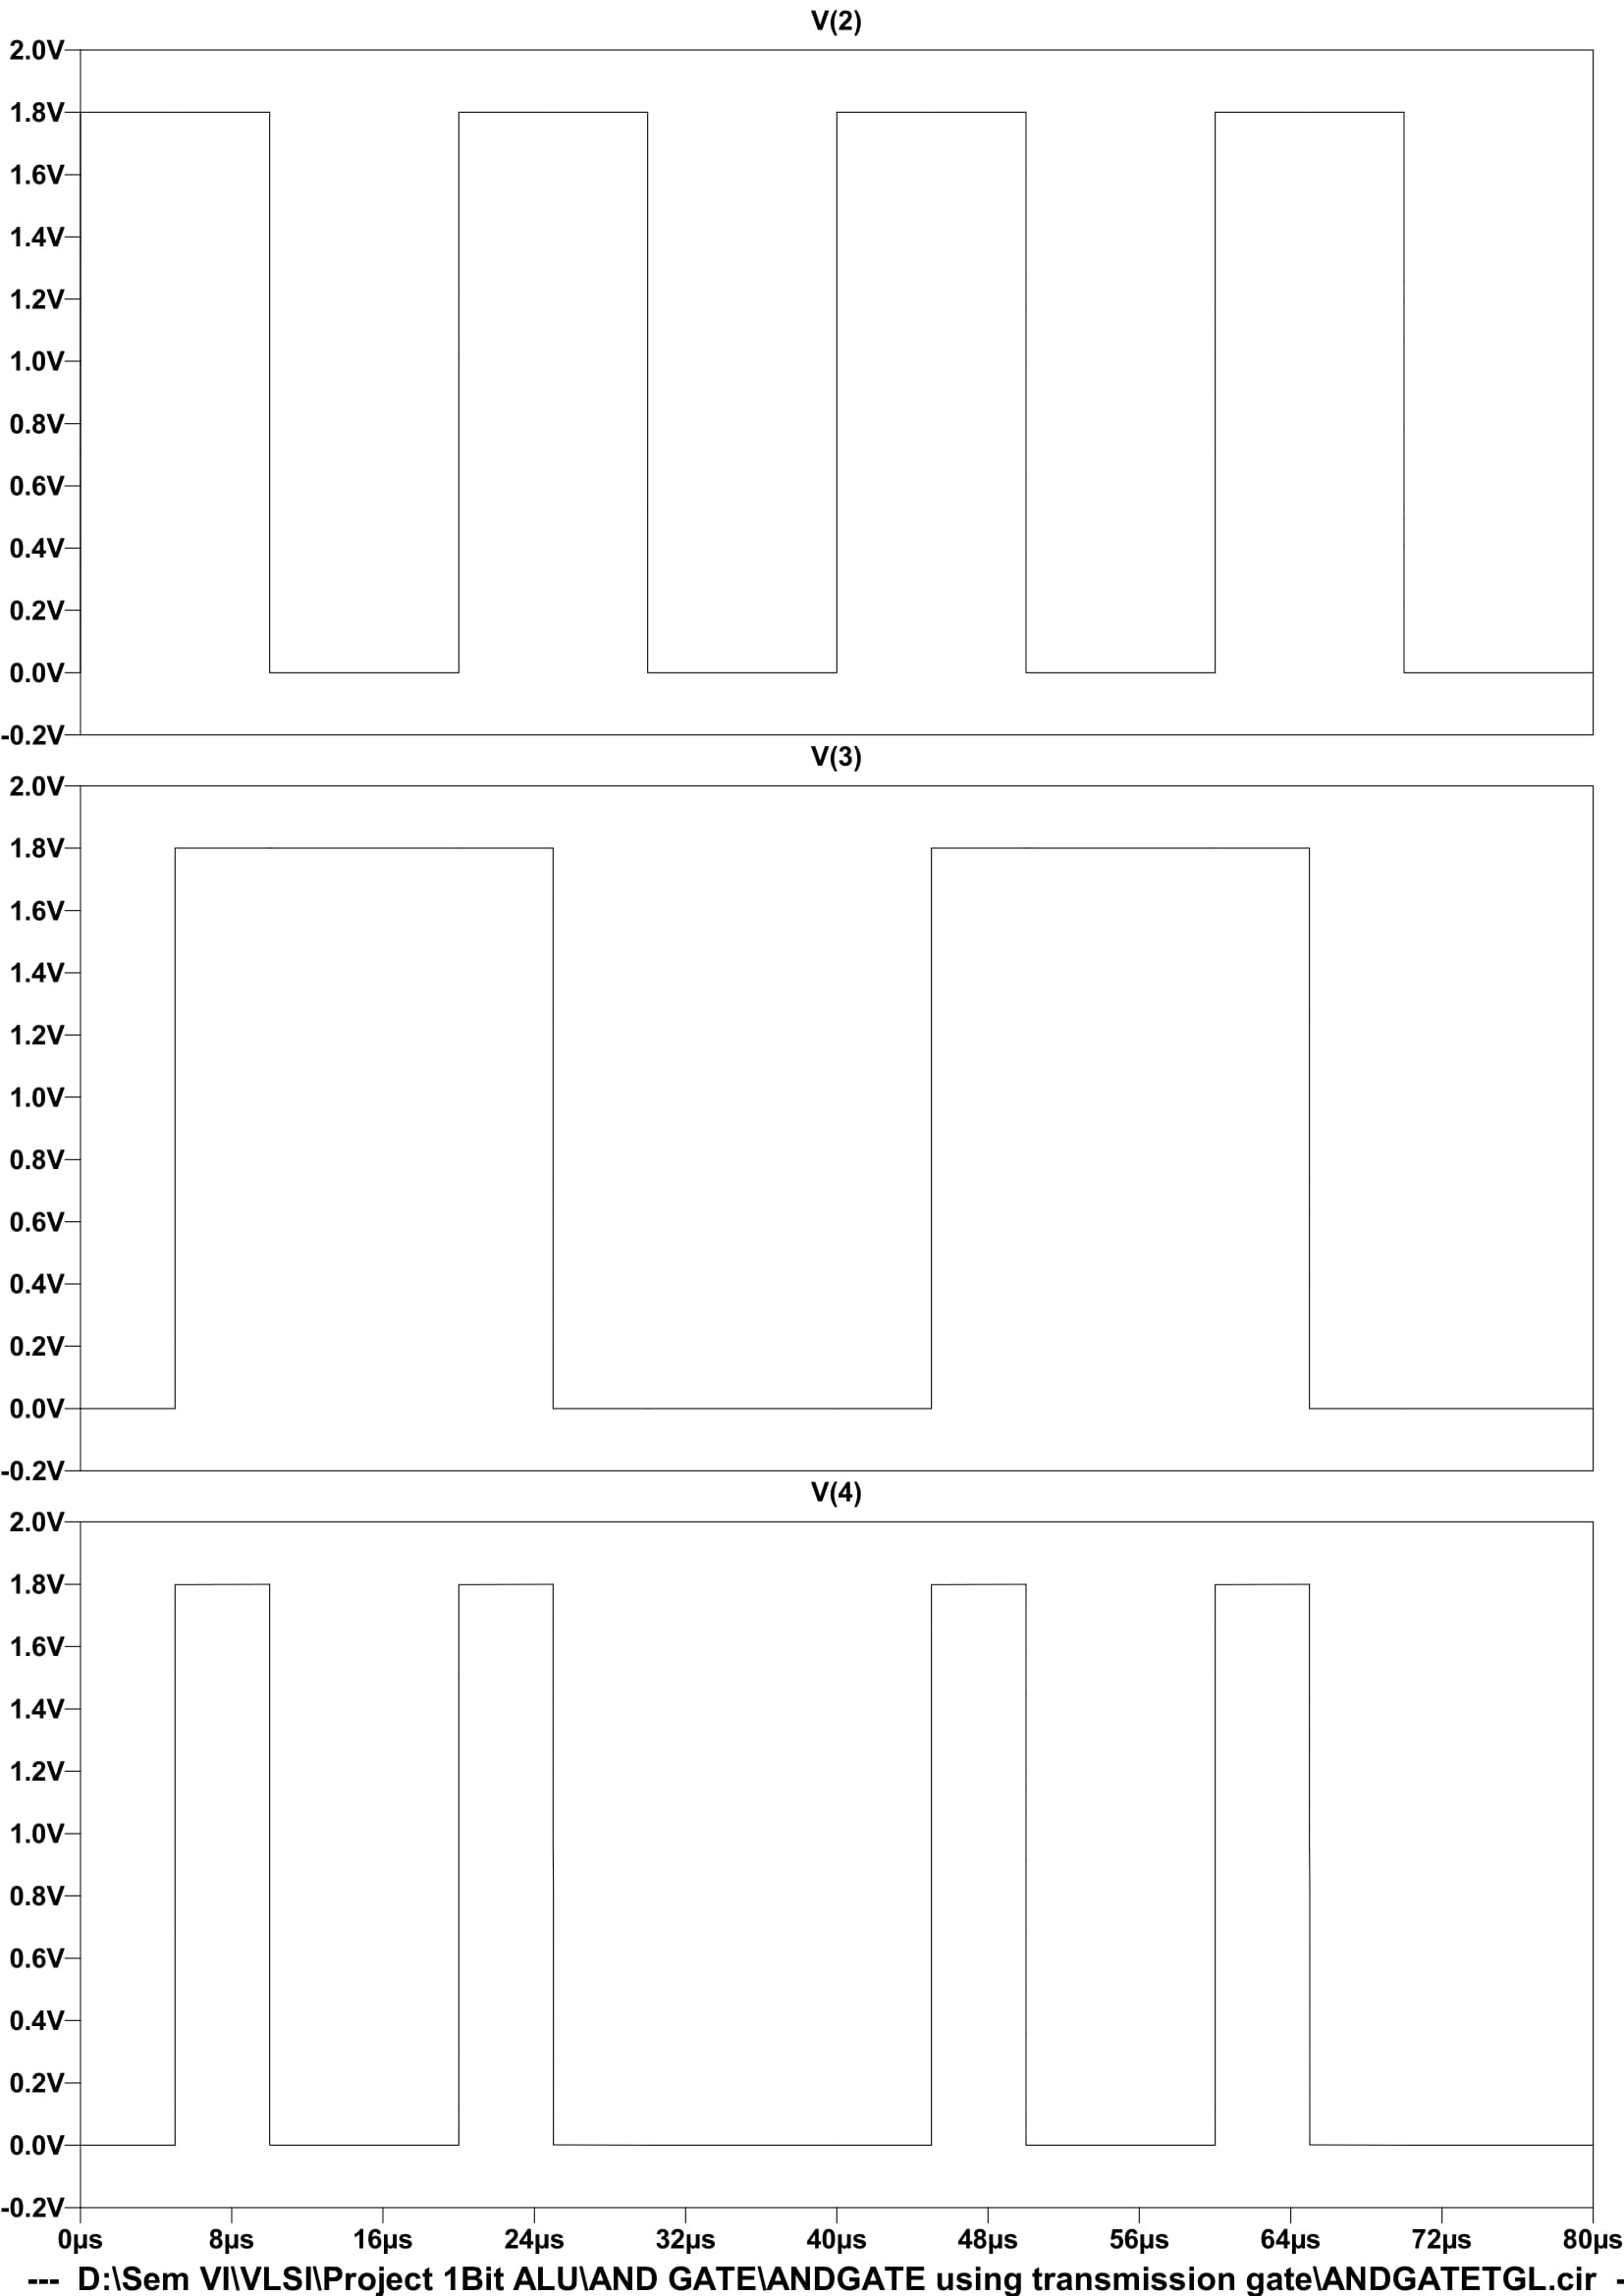 V(2)
2.0V
1.8V
1.6V
1.4V
1.2V
1.0V
0.8V
0.6V
0.4V
0.2V
0.0V
-0.2V
V(3)
2.0V
1.8V
1.6V
1.4V
1.2V
1.0V
0.8V
0.6V
0.4V
0.2V
0.0V
-0.2V
V(4)
2.0V
1.8V
1.6V
1.4V
1.2V
1.0V
0.8V
0.6V
0.4V
0.2V
0.0V
-0.2V
0µs 8µs 16µs 24µs 32µs 40µs 48µs 56µs 64µs 72µs 80µs
--- D:\Sem VI\VLSI\Project 1Bit ALU\AND GATE\ANDGATE using transmission gate\ANDGATETGL.cir -